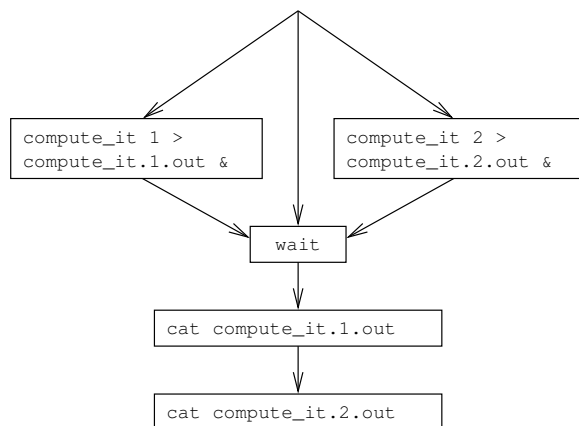 compute_it 1 >
compute_it.1.out &
compute_it 2 >
compute_it.2.out &
wait
cat compute_it.1.out
cat compute_it.2.out